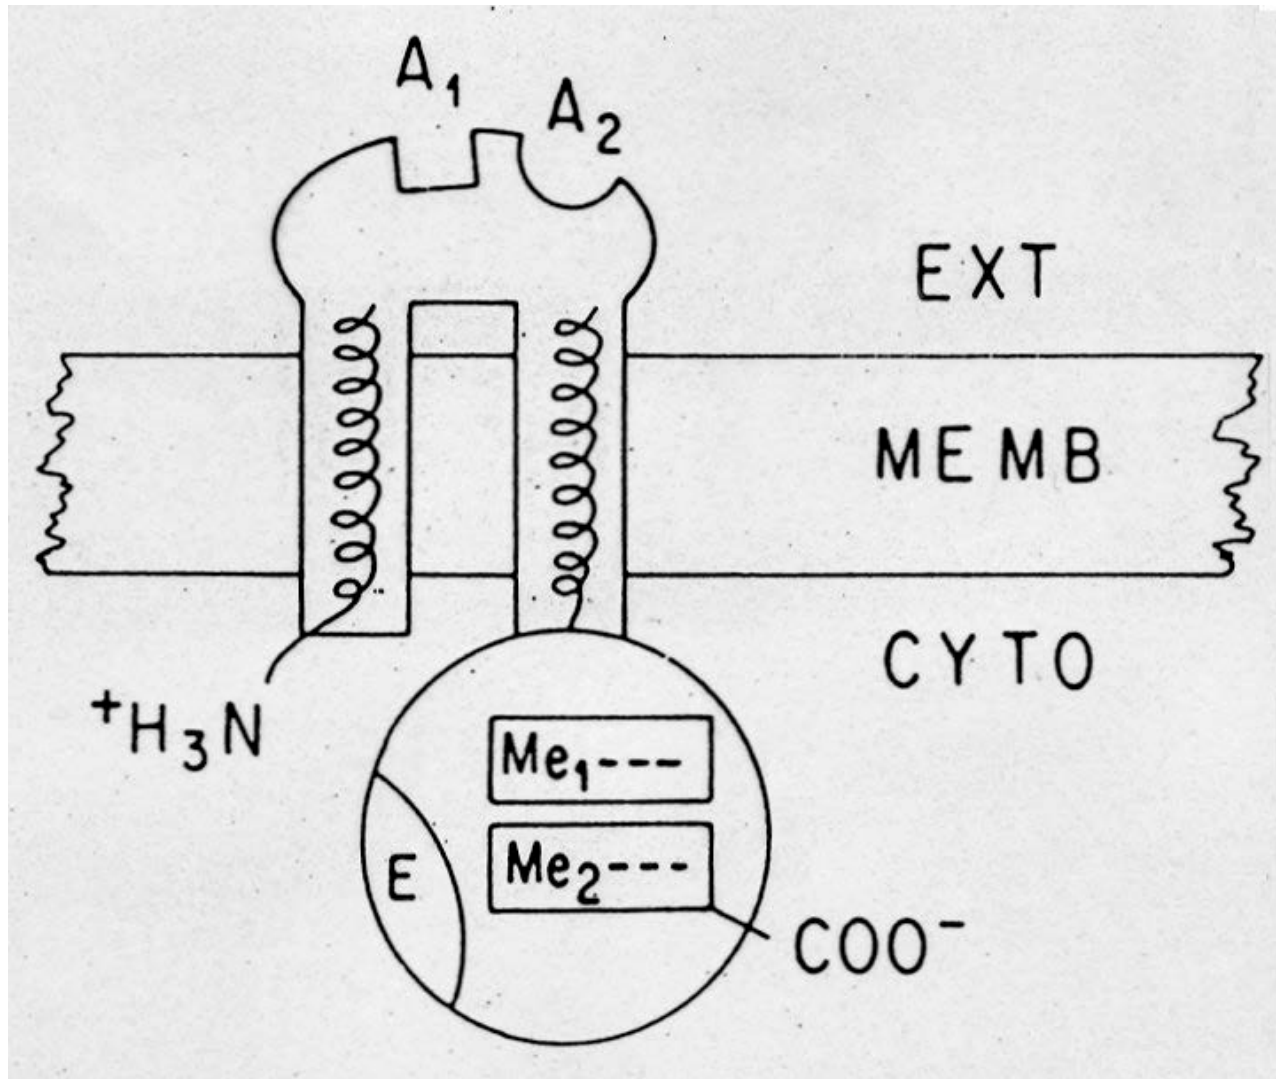 A₁
A₂
EXT
MEMB
CYTO
⁺H₃N
Me₁---
Me₂---
E
COO⁻